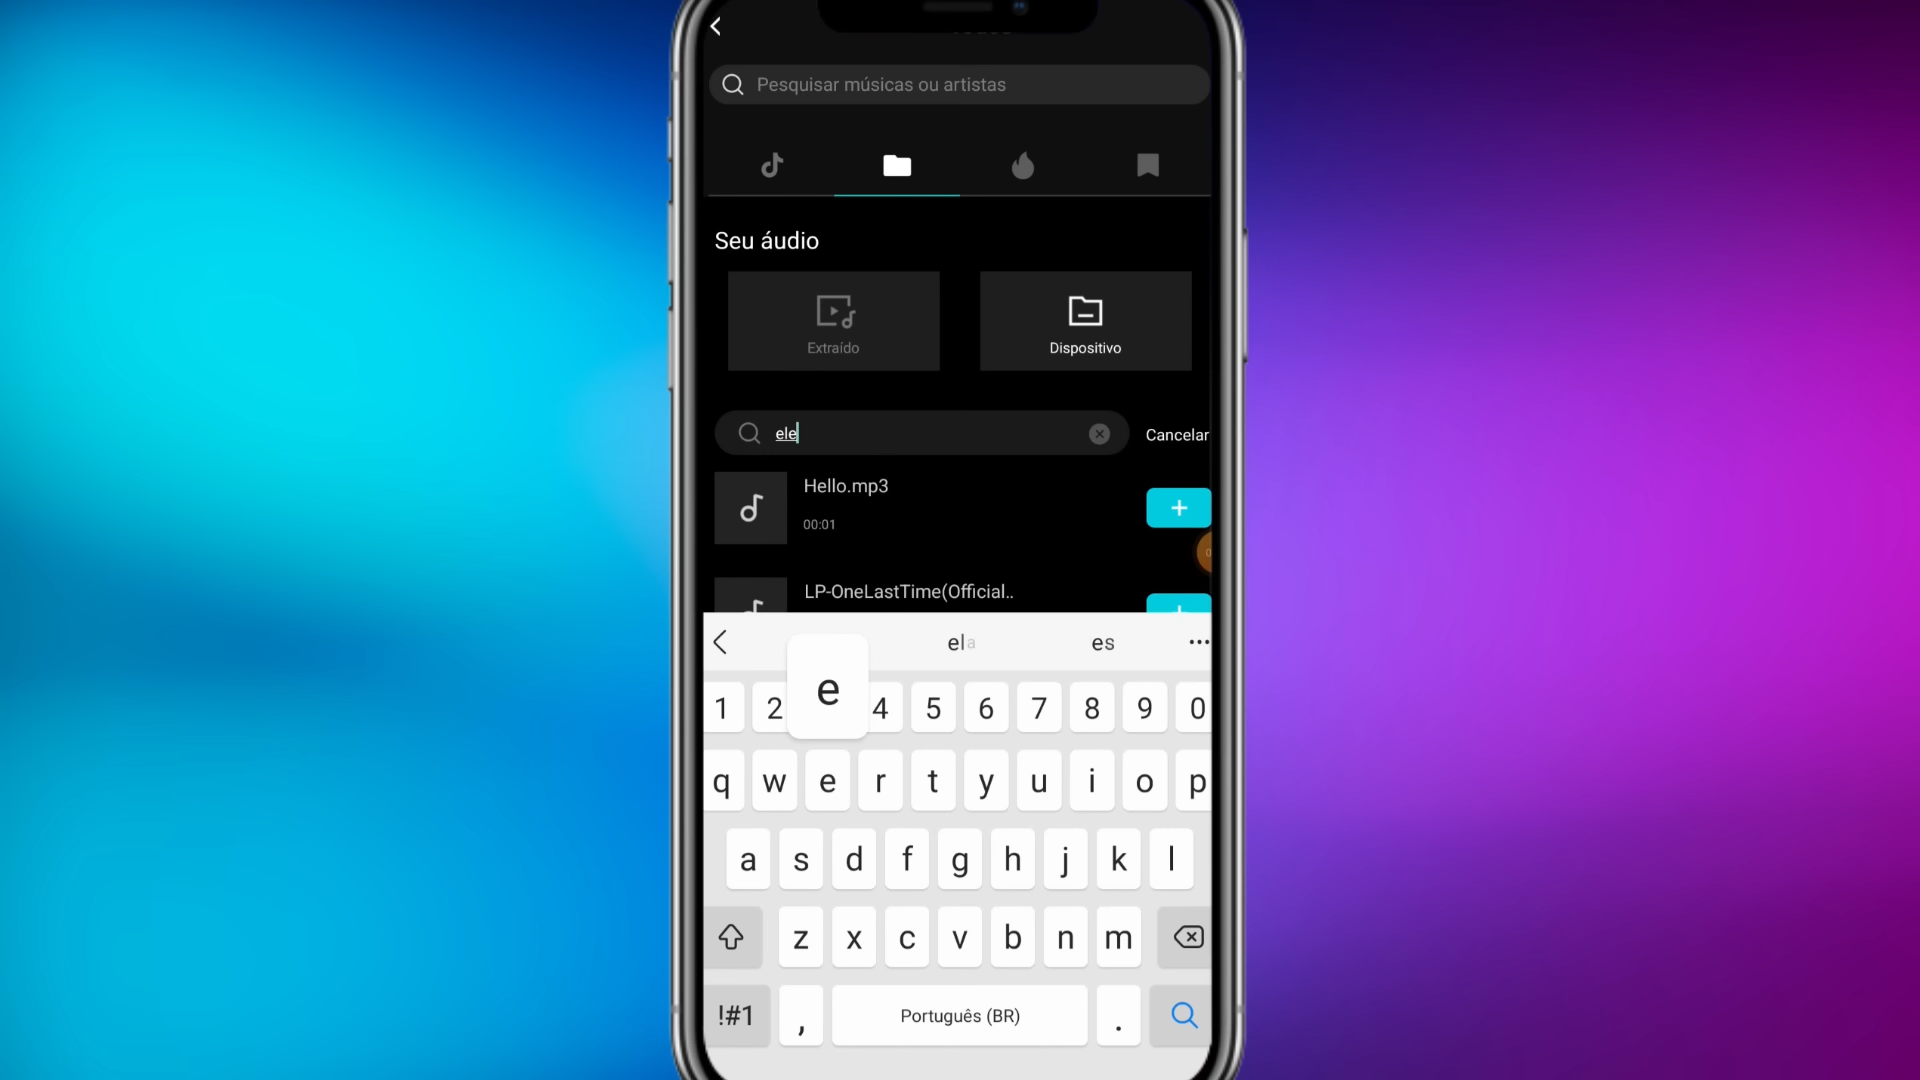 Pesquisar músicas ou artistas
Seu áudio
Extraído
Dispositivo
ele
Cancelar
Hello.mp3
00:01
LP-OneLastTime(Official..
ela
es
1 2 4 5 6 7 8 9 0
e
q w e r t y u i o p
a s d f g h j k l
z x c v b n m
!#1 , Português (BR) .